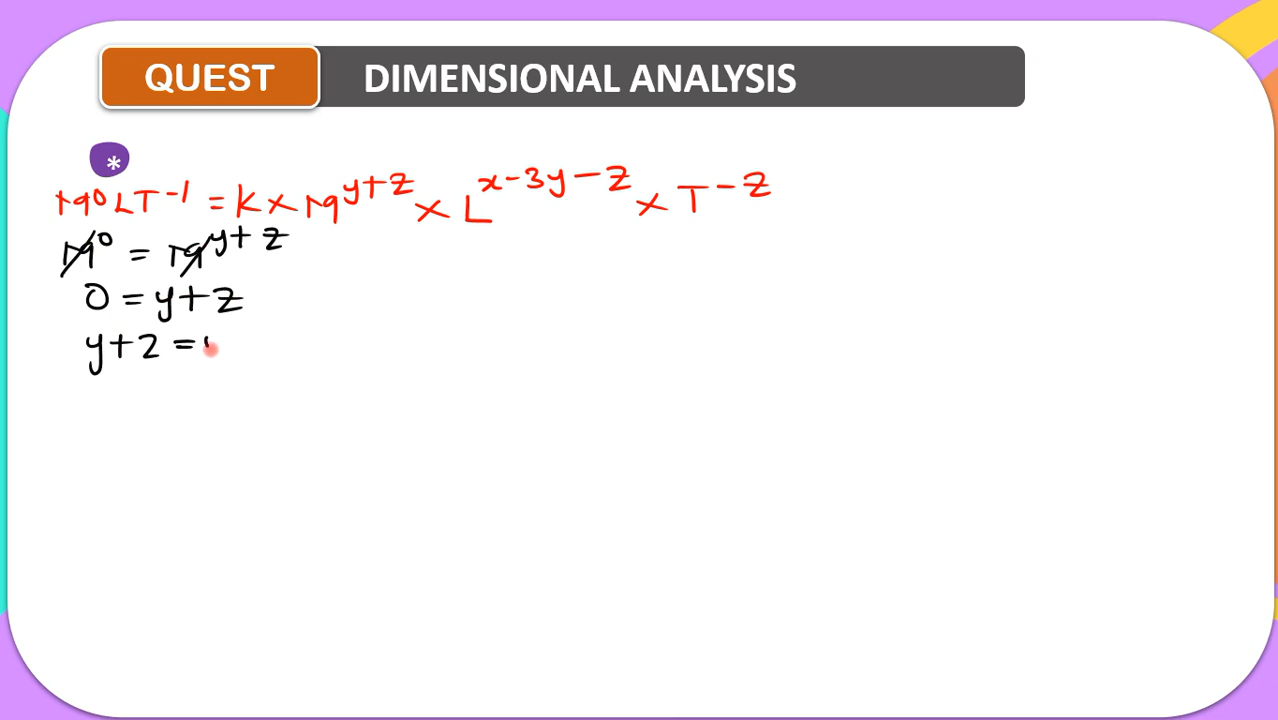 QUEST
DIMENSIONAL ANALYSIS
*
M⁰LT⁻¹ = K × M^{y+z} × L^{x-3y-z} × T^{-z}
M⁰ = M^{y+z}
0 = y+z
y+z =